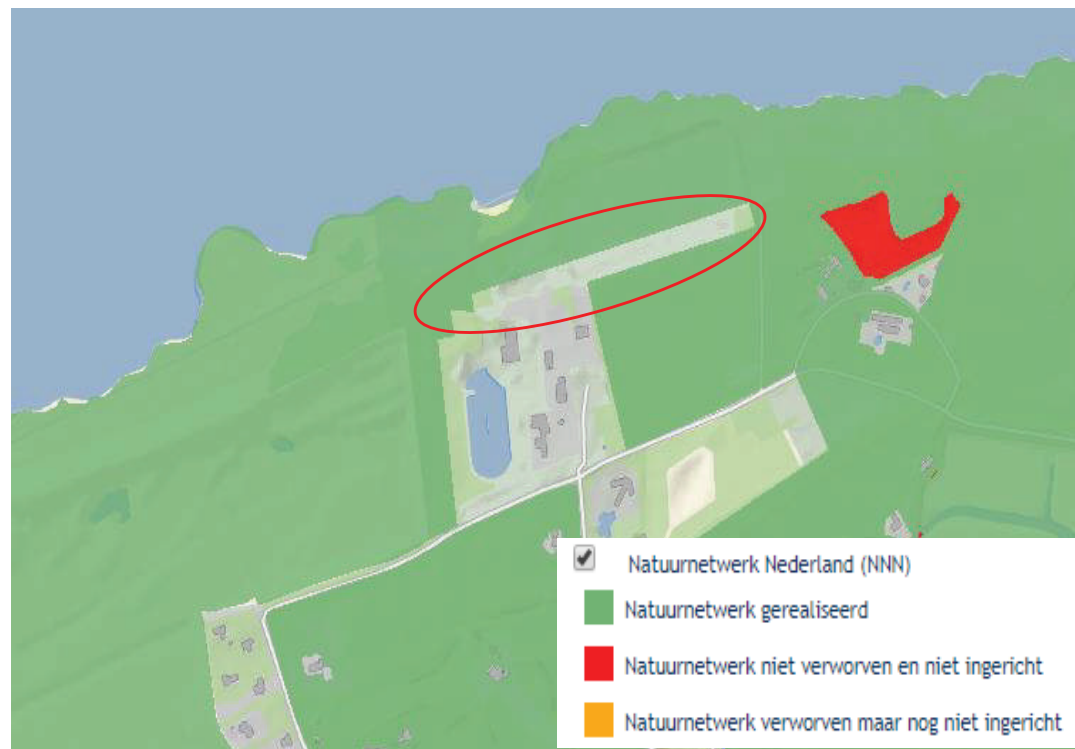 Natuurnetwerk Nederland (NNN)
Natuurnetwerk gerealiseerd
Natuurnetwerk niet verworven en niet ingericht
Natuurnetwerk verworven maar nog niet ingericht